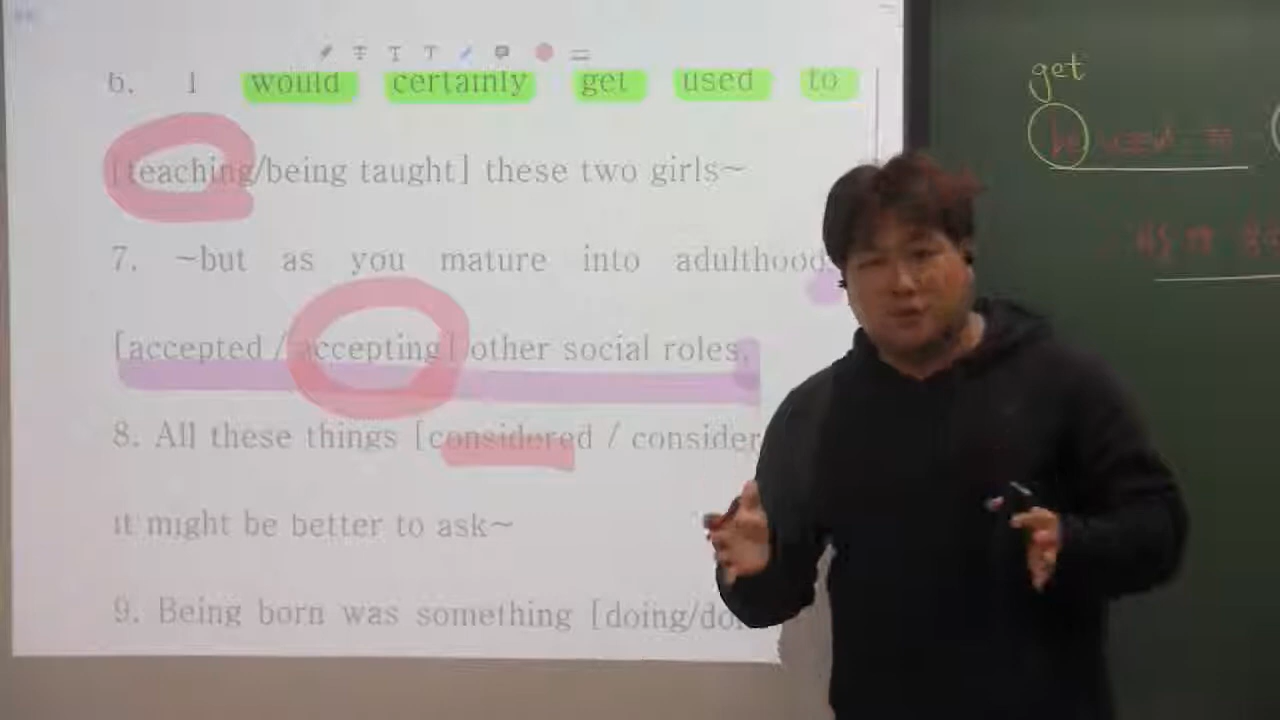 6. I would certainly get used to
[teaching/being taught] these two girls~
7. ~but as you mature into adulthood,
[accepted / accepting] other social roles.
8. All these things [considered / consider
it might be better to ask~
9. Being born was something [doing/do
get
be used